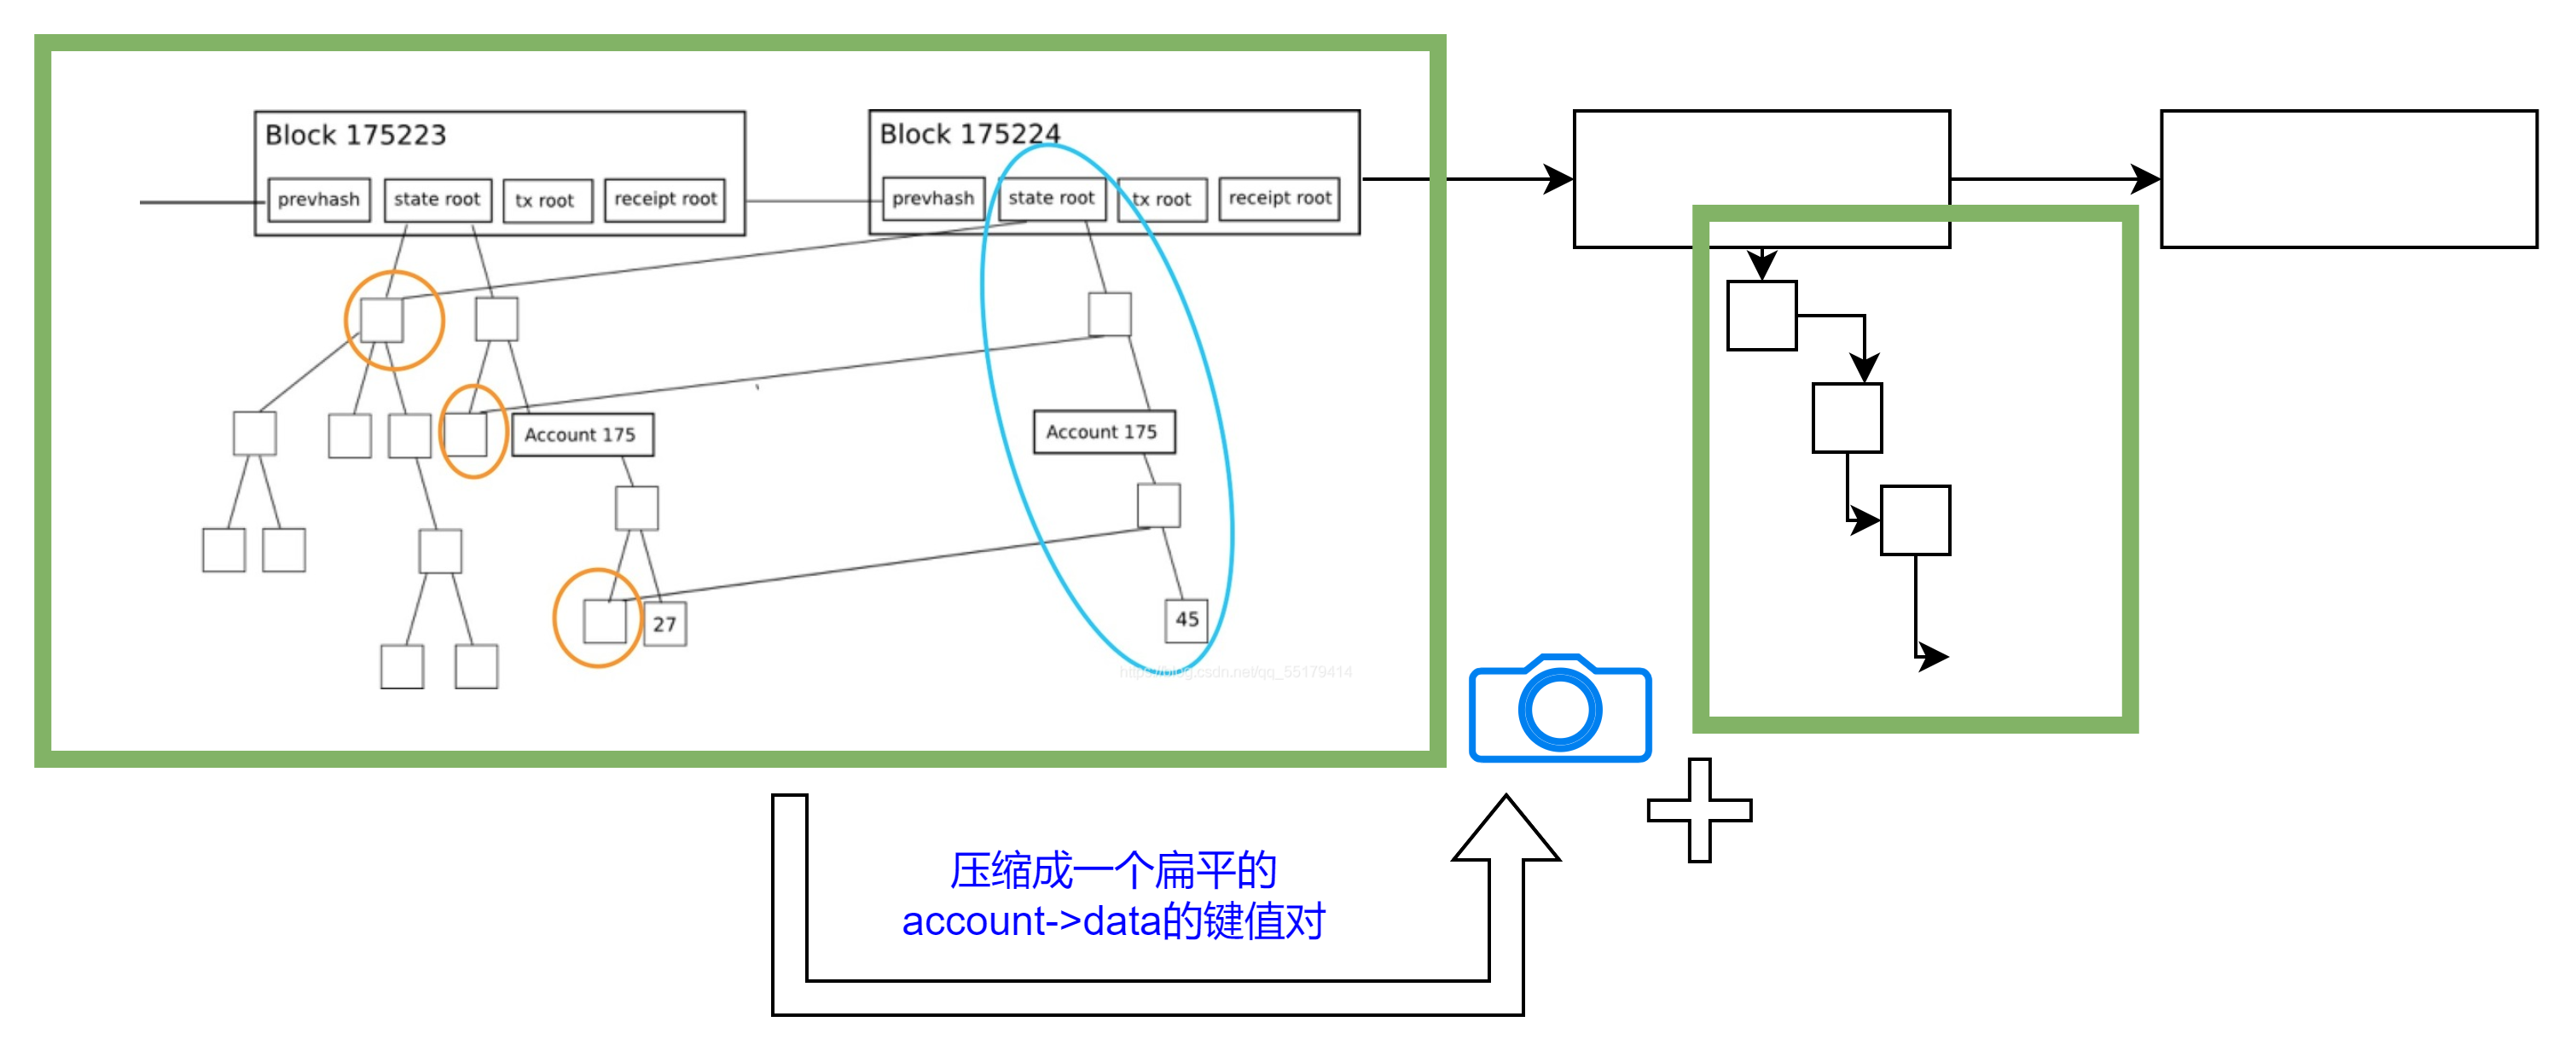 Block 175223
prevhash
state root
tx root
receipt root
Block 175224
prevhash
state root
tx root
receipt root
Account 175
Account 175
27
45
https://blog.csdn.net/qq_55179414
压缩成一个扁平的
account->data的键值对